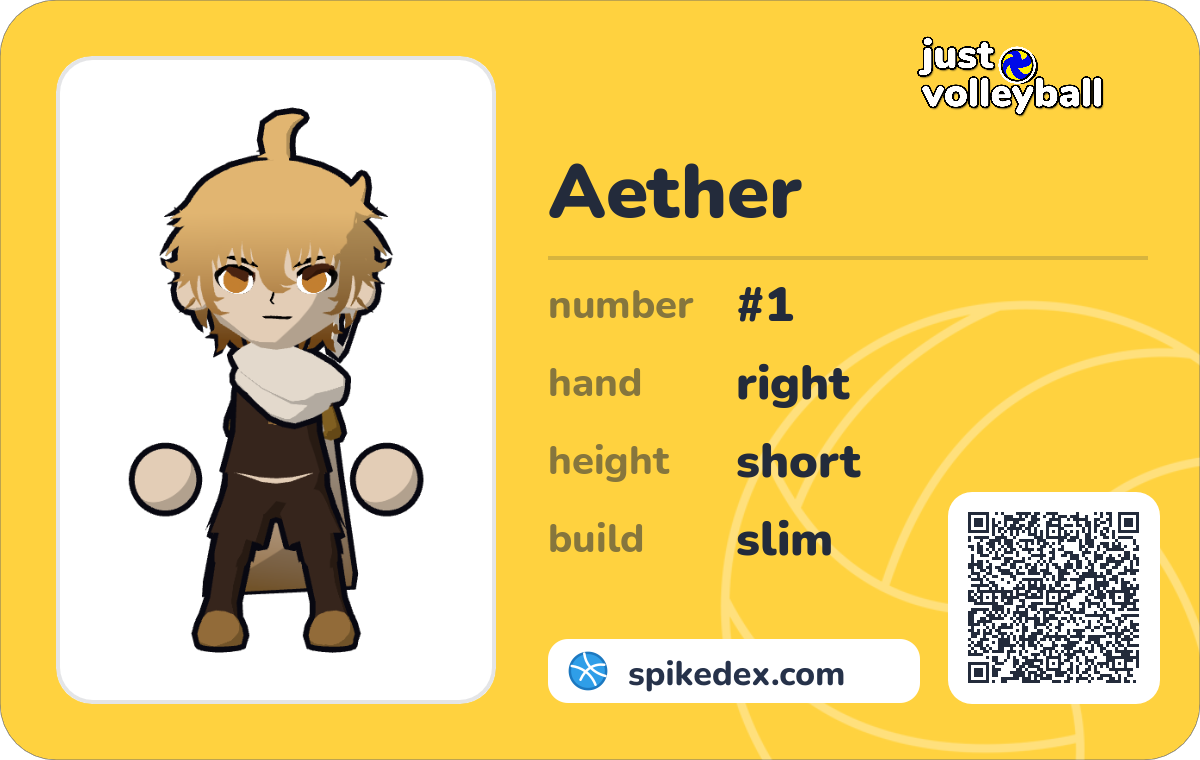 just
volleyball
Aether
number #1
hand right
height short
build slim
spikedex.com